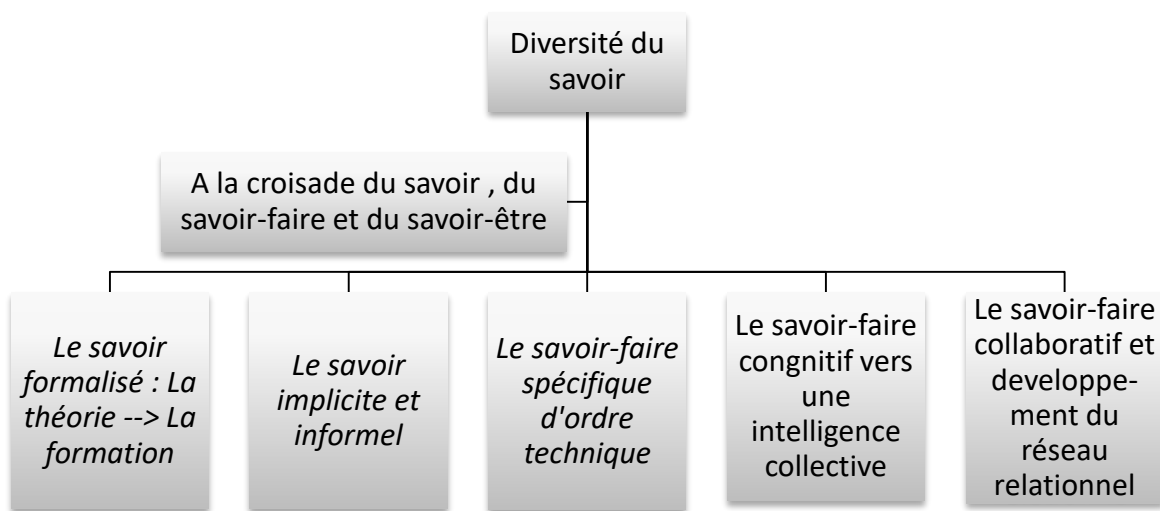 Diversité du
savoir
A la croisade du savoir , du
savoir-faire et du savoir-être
Le savoir
formalisé : La
théorie --> La
formation
Le savoir
implicite et
informel
Le savoir-faire
spécifique
d'ordre
technique
Le savoir-faire
congnitif vers
une
intelligence
collective
Le savoir-faire
collaboratif et
developpe-
ment du
réseau
relationnel